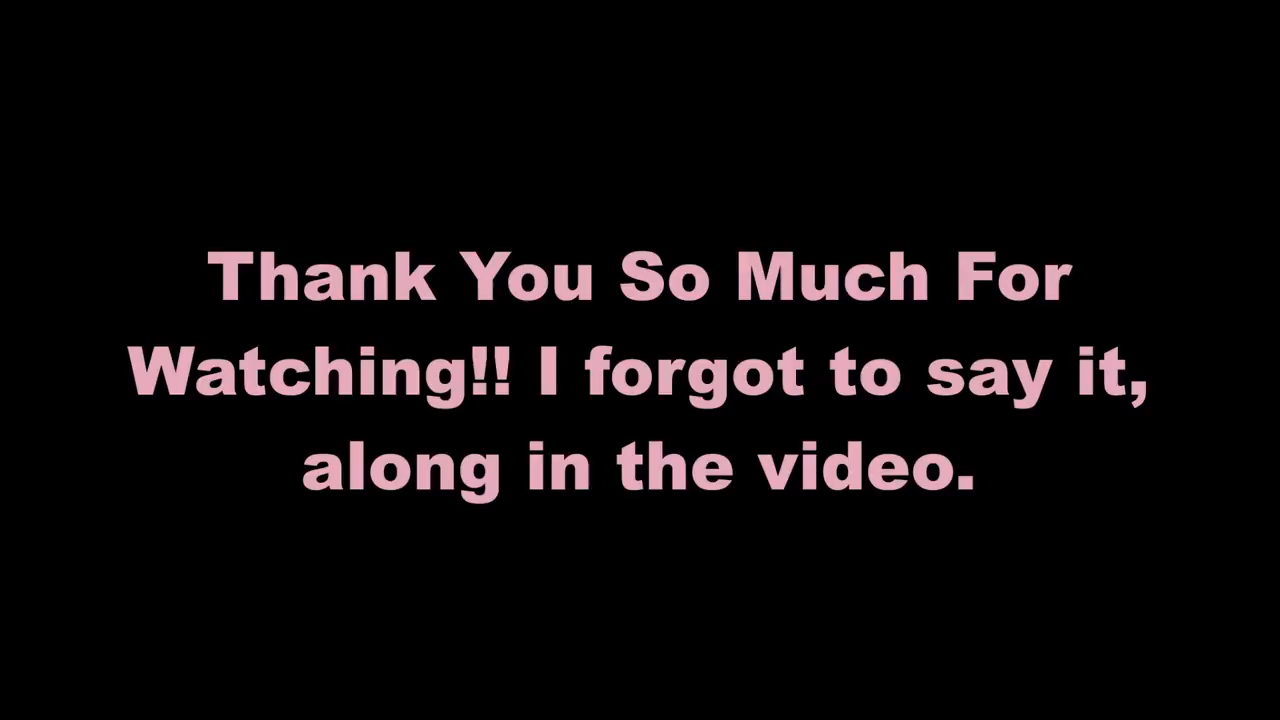 Thank You So Much For
Watching!! I forgot to say it,
along in the video.